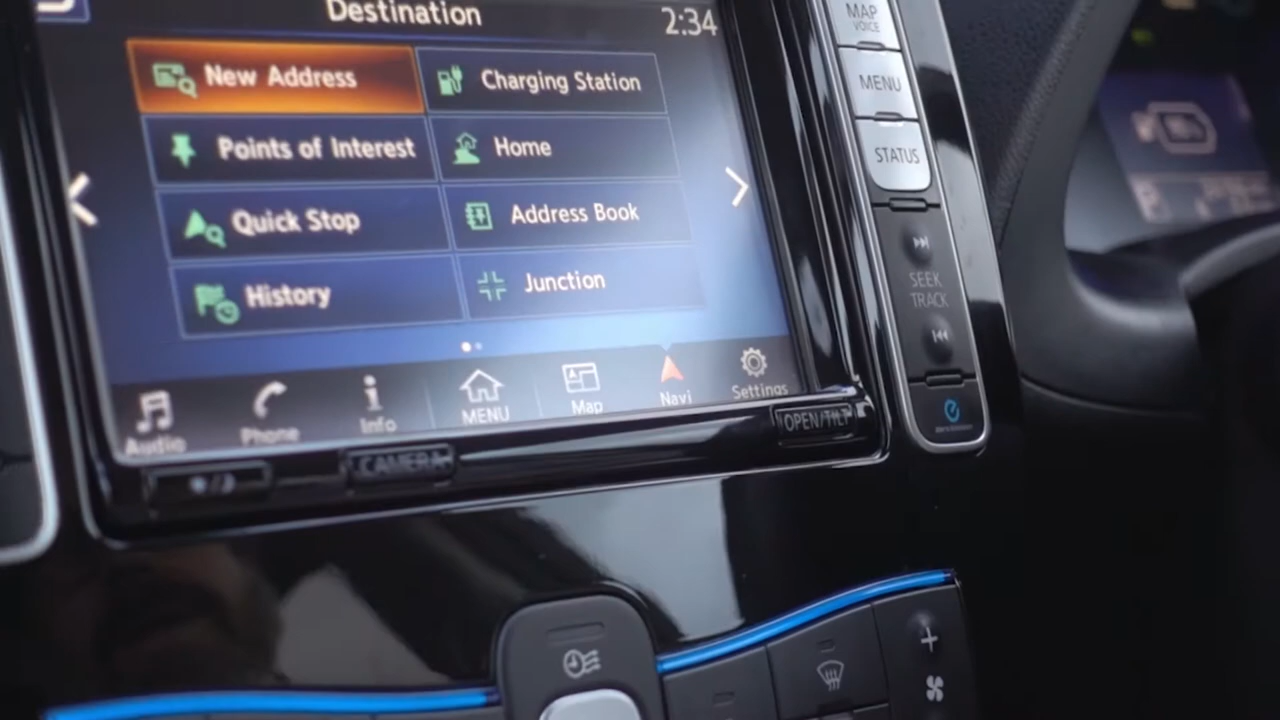 Destination
2:34
New Address
Charging Station
Points of Interest
Home
Quick Stop
Address Book
History
Junction
Audio
Phone
Info
MENU
Map
Navi
Settings
CAMERA
OPEN/TILT
MAP
VOICE
MENU
STATUS
SEEK
TRACK